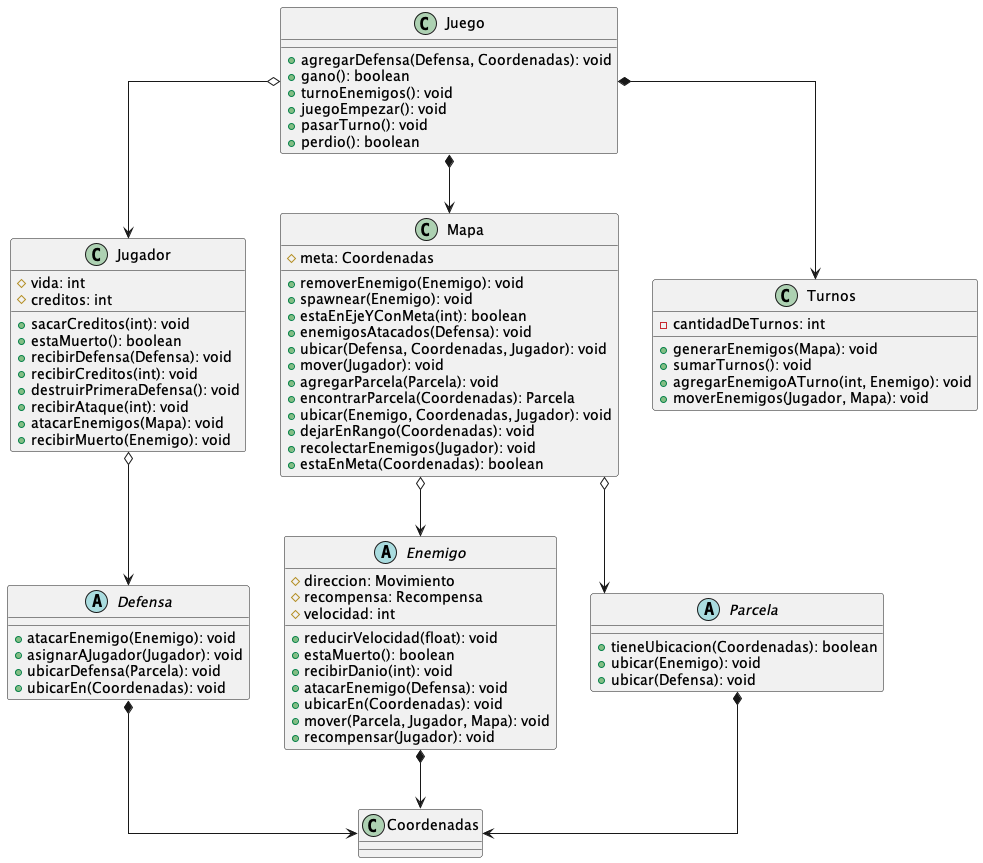 C Juego
agregarDefensa(Defensa, Coordenadas): void
gano(): boolean
turnoEnemigos(): void
juegoEmpezar(): void
pasarTurno(): void
perdio(): boolean
C Jugador
vida: int
creditos: int
sacarCreditos(int): void
estaMuerto(): boolean
recibirDefensa(Defensa): void
recibirCreditos(int): void
destruirPrimeraDefensa(): void
recibirAtaque(int): void
atacarEnemigos(Mapa): void
recibirMuerto(Enemigo): void
C Mapa
meta: Coordenadas
removerEnemigo(Enemigo): void
spawnear(Enemigo): void
estaEnEjeYConMeta(int): boolean
enemigosAtacados(Defensa): void
ubicar(Defensa, Coordenadas, Jugador): void
mover(Jugador): void
agregarParcela(Parcela): void
encontrarParcela(Coordenadas): Parcela
ubicar(Enemigo, Coordenadas, Jugador): void
dejarEnRango(Coordenadas): void
recolectarEnemigos(Jugador): void
estaEnMeta(Coordenadas): boolean
C Turnos
cantidadDeTurnos: int
generarEnemigos(Mapa): void
sumarTurnos(): void
agregarEnemigoATurno(int, Enemigo): void
moverEnemigos(Jugador, Mapa): void
A Defensa
atacarEnemigo(Enemigo): void
asignarAJugador(Jugador): void
ubicarDefensa(Parcela): void
ubicarEn(Coordenadas): void
A Enemigo
direccion: Movimiento
recompensa: Recompensa
velocidad: int
reducirVelocidad(float): void
estaMuerto(): boolean
recibirDanio(int): void
atacarEnemigo(Defensa): void
ubicarEn(Coordenadas): void
mover(Parcela, Jugador, Mapa): void
recompensar(Jugador): void
A Parcela
tieneUbicacion(Coordenadas): boolean
ubicar(Enemigo): void
ubicar(Defensa): void
C Coordenadas